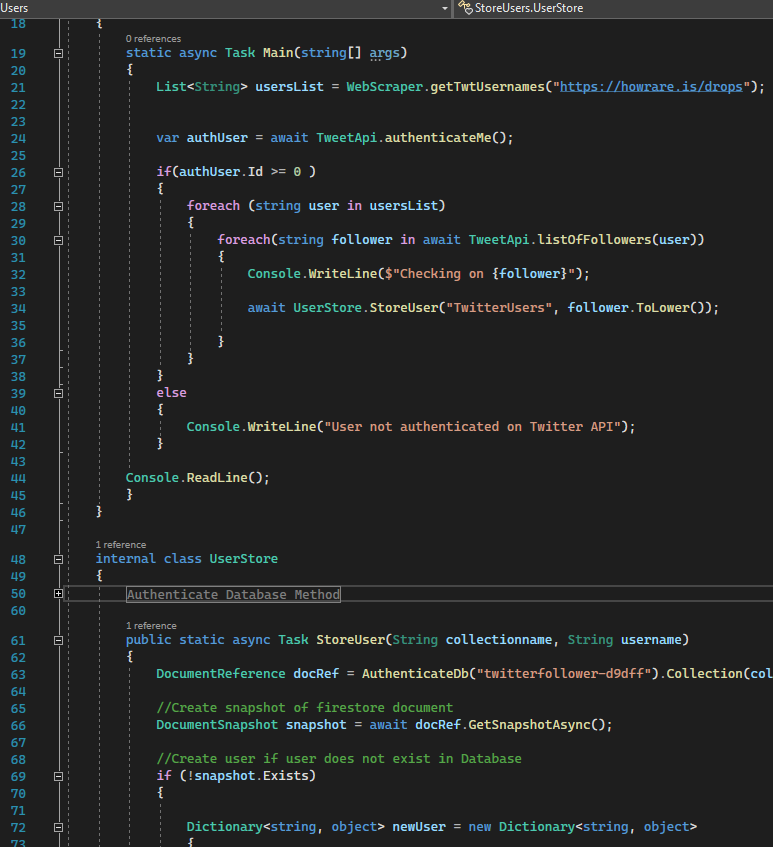 Users StoreUsers.UserStore
18 {
0 references
19 static async Task Main(string[] args)
20 {
21 List<String> usersList = WebScraper.getTwtUsernames("https://howrare.is/drops");
22
23
24 var authUser = await TweetApi.authenticateMe();
25
26 if(authUser.Id >= 0 )
27 {
28 foreach (string user in usersList)
29 {
30 foreach(string follower in await TweetApi.listOfFollowers(user))
31 {
32 Console.WriteLine($"Checking on {follower}");
33
34 await UserStore.StoreUser("TwitterUsers", follower.ToLower());
35
36 }
37 }
38 }
39 else
40 {
41 Console.WriteLine("User not authenticated on Twitter API");
42 }
43
44 Console.ReadLine();
45 }
46 }
47
1 reference
48 internal class UserStore
49 {
50 Authenticate Database Method
60
1 reference
61 public static async Task StoreUser(String collectionname, String username)
62 {
63 DocumentReference docRef = AuthenticateDb("twitterfollower-d9dff").Collection(col
64
65 //Create snapshot of firestore document
66 DocumentSnapshot snapshot = await docRef.GetSnapshotAsync();
67
68 //Create user if user does not exist in Database
69 if (!snapshot.Exists)
70 {
71
72 Dictionary<string, object> newUser = new Dictionary<string, object>
73 {